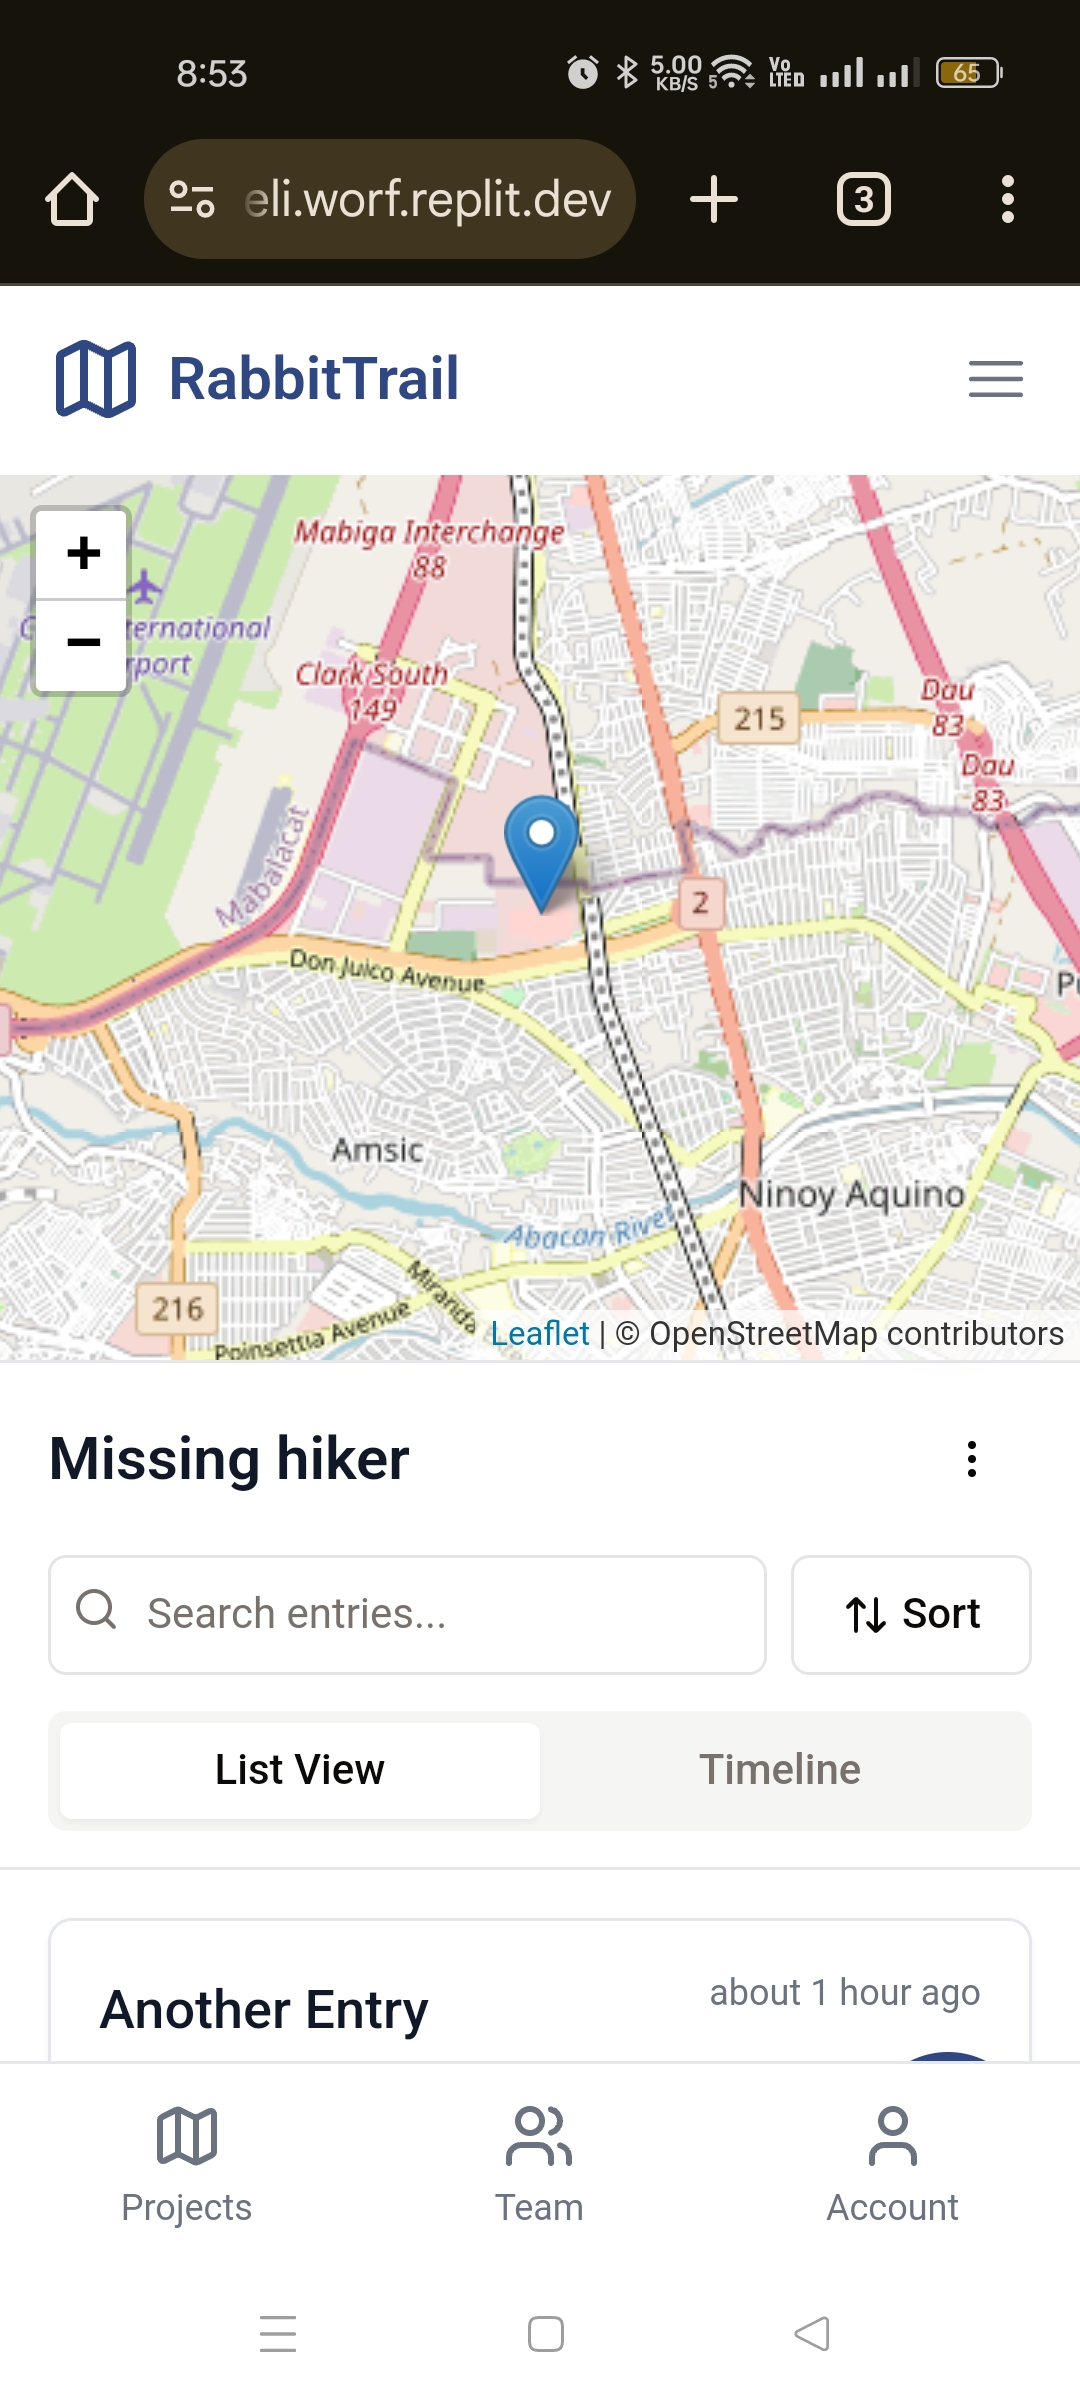 8:53
5.00
KB/S
5
Vo
LTED
65
eli.worf.replit.dev
3
RabbitTrail
+
−
Mabiga Interchange
88
ternational
rport
Clark South
149
Mabalacat
215
Dau
83
Dau
83
2
Don Juico Avenue
Amsic
Ninoy Aquino
Abacan River
216
Miranda
Poinsettia Avenue
Leaflet | © OpenStreetMap contributors
Missing hiker
Search entries...
Sort
List View
Timeline
Another Entry
about 1 hour ago
Projects
Team
Account